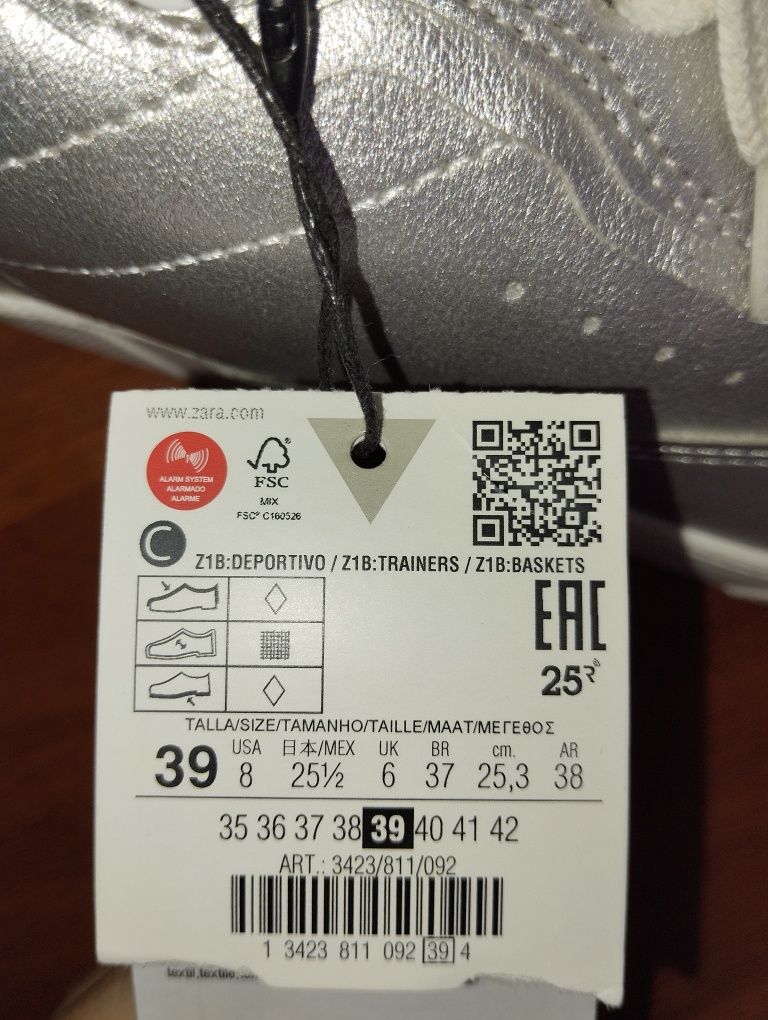 www.zara.com
ALARM SYSTEM
ALARMADO
ALARME
FSC
MIX
FSC® C160526
C
Z1B:DEPORTIVO / Z1B:TRAINERS / Z1B:BASKETS
EAC
25
TALLA/SIZE/TAMANHO/TAILLE/MAAT/ΜΕΓΕΘΟΣ
USA 日本/MEX UK BR cm. AR
39 8 25½ 6 37 25,3 38
35 36 37 38 39 40 41 42
ART.: 3423/811/092
1 3423 811 092 39 4
textil,textile,